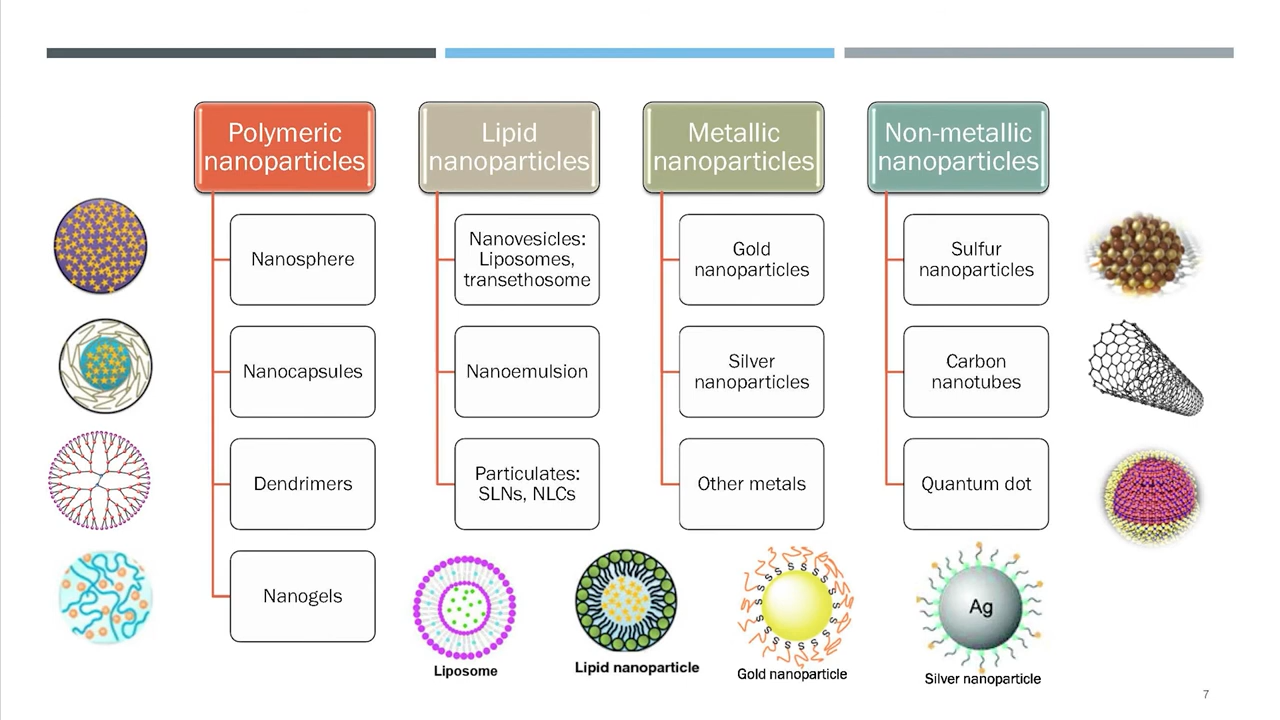 Polymeric
nanoparticles
Nanosphere
Nanocapsules
Dendrimers
Nanogels
Lipid
nanoparticles
Nanovesicles:
Liposomes,
transethosome
Nanoemulsion
Particulates:
SLNs, NLCs
Metallic
nanoparticles
Gold
nanoparticles
Silver
nanoparticles
Other metals
Non-metallic
nanoparticles
Sulfur
nanoparticles
Carbon
nanotubes
Quantum dot
Liposome
Lipid nanoparticle
S S S S S S S S S S S S S S S S S S
Gold nanoparticle
Ag
Silver nanoparticle
7